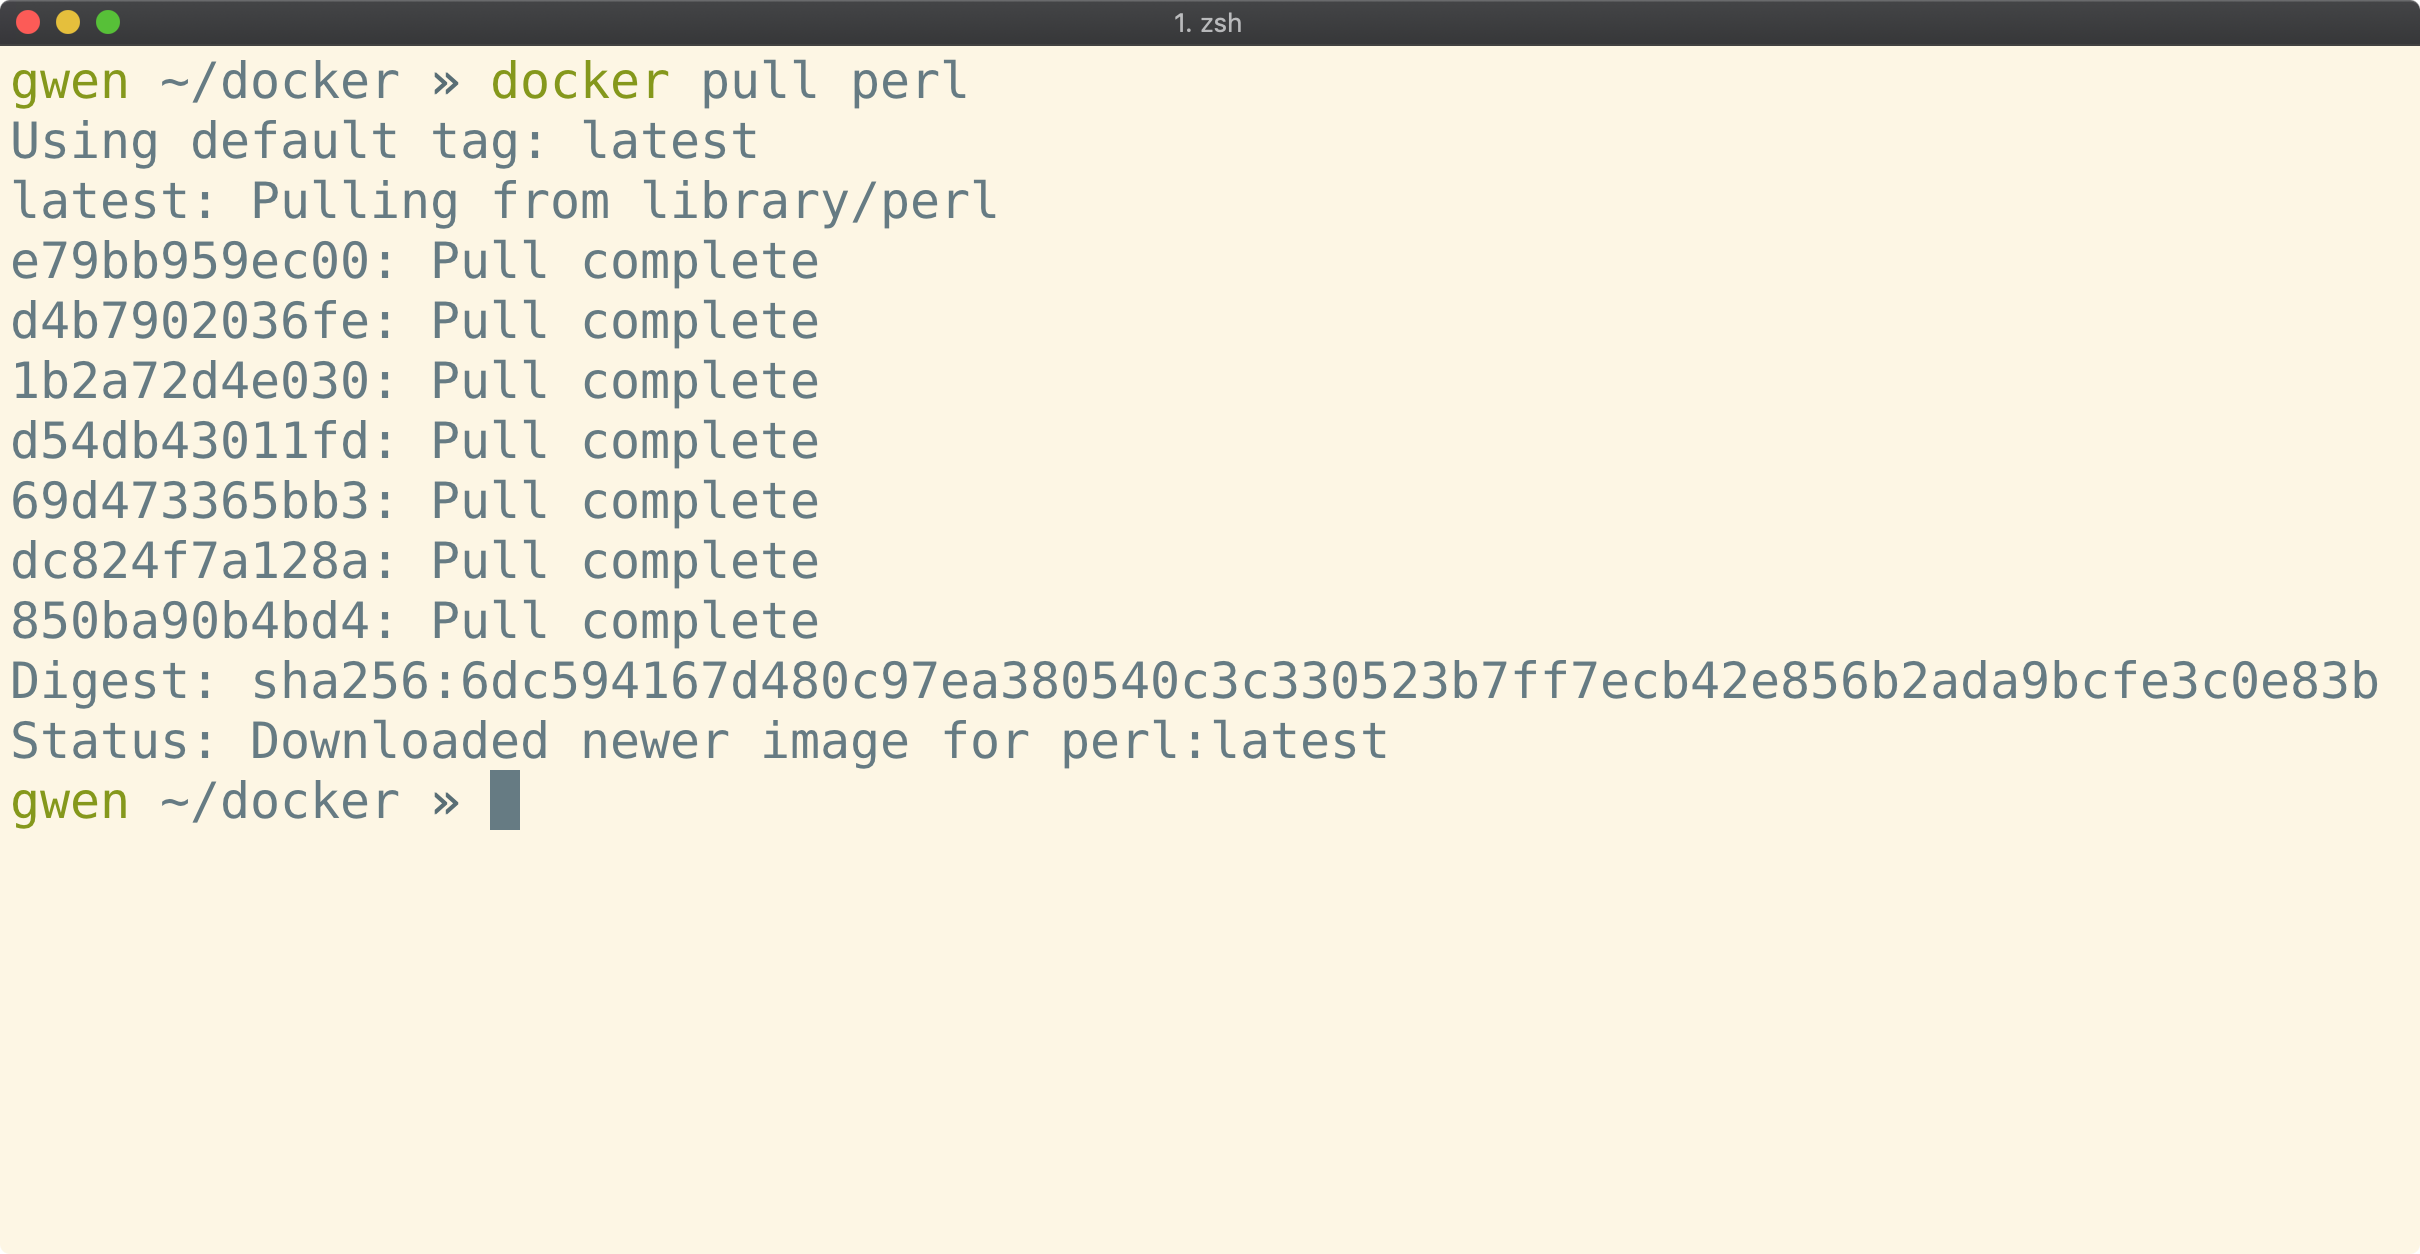 1. zsh
gwen ~/docker » docker pull perl
Using default tag: latest
latest: Pulling from library/perl
e79bb959ec00: Pull complete
d4b7902036fe: Pull complete
1b2a72d4e030: Pull complete
d54db43011fd: Pull complete
69d473365bb3: Pull complete
dc824f7a128a: Pull complete
850ba90b4bd4: Pull complete
Digest: sha256:6dc594167d480c97ea380540c3c330523b7ff7ecb42e856b2ada9bcfe3c0e83b
Status: Downloaded newer image for perl:latest
gwen ~/docker »